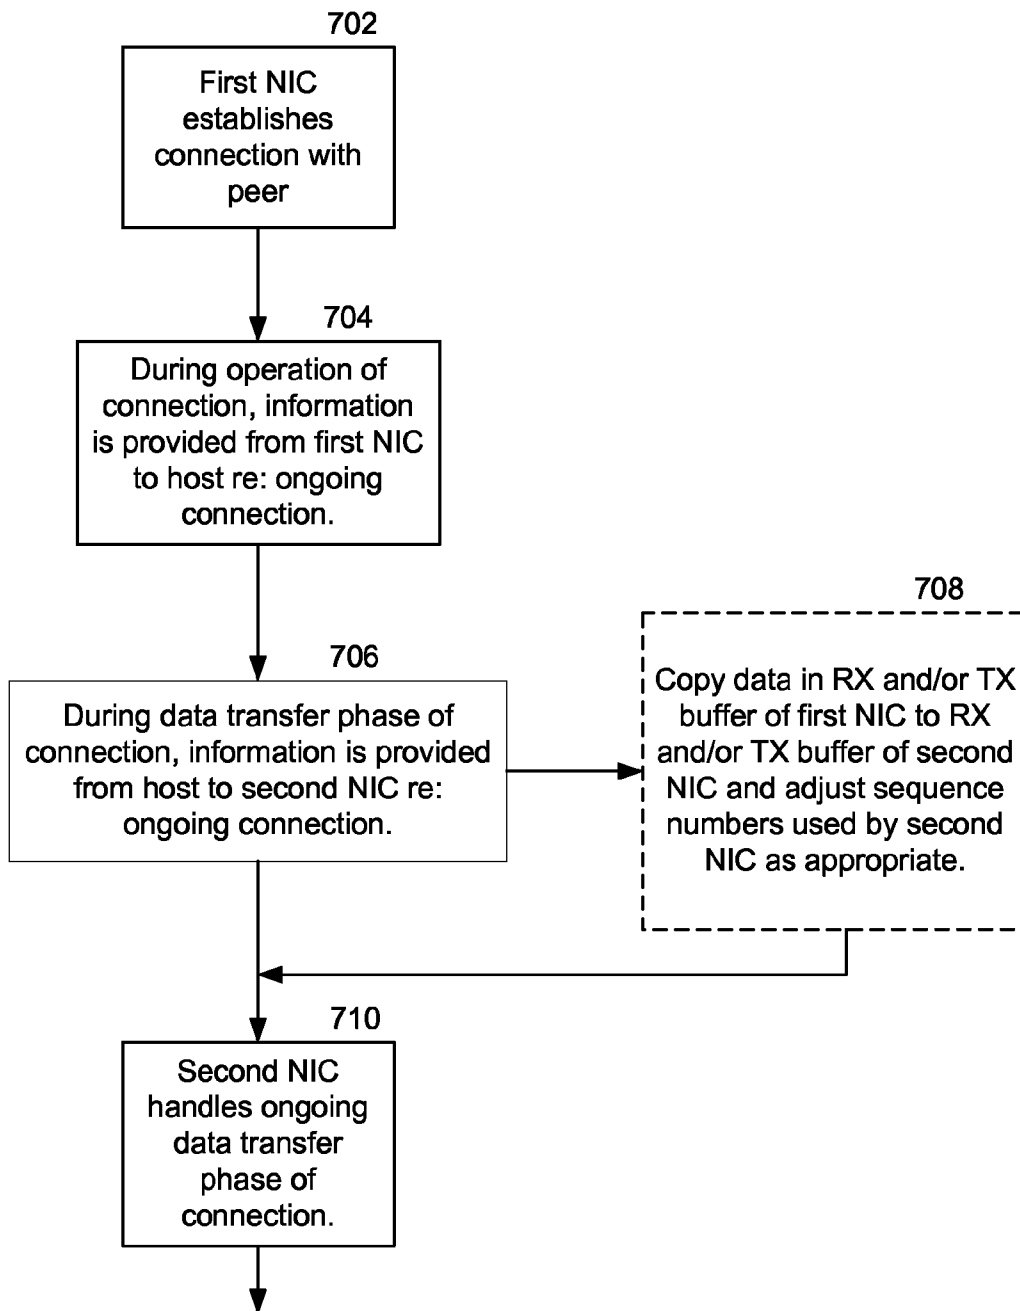 702
First NIC
establishes
connection with
peer
704
During operation of
connection, information
is provided from first NIC
to host re: ongoing
connection.
706
During data transfer phase of
connection, information is provided
from host to second NIC re:
ongoing connection.
708
Copy data in RX and/or TX
buffer of first NIC to RX
and/or TX buffer of second
NIC and adjust sequence
numbers used by second
NIC as appropriate.
710
Second NIC
handles ongoing
data transfer
phase of
connection.